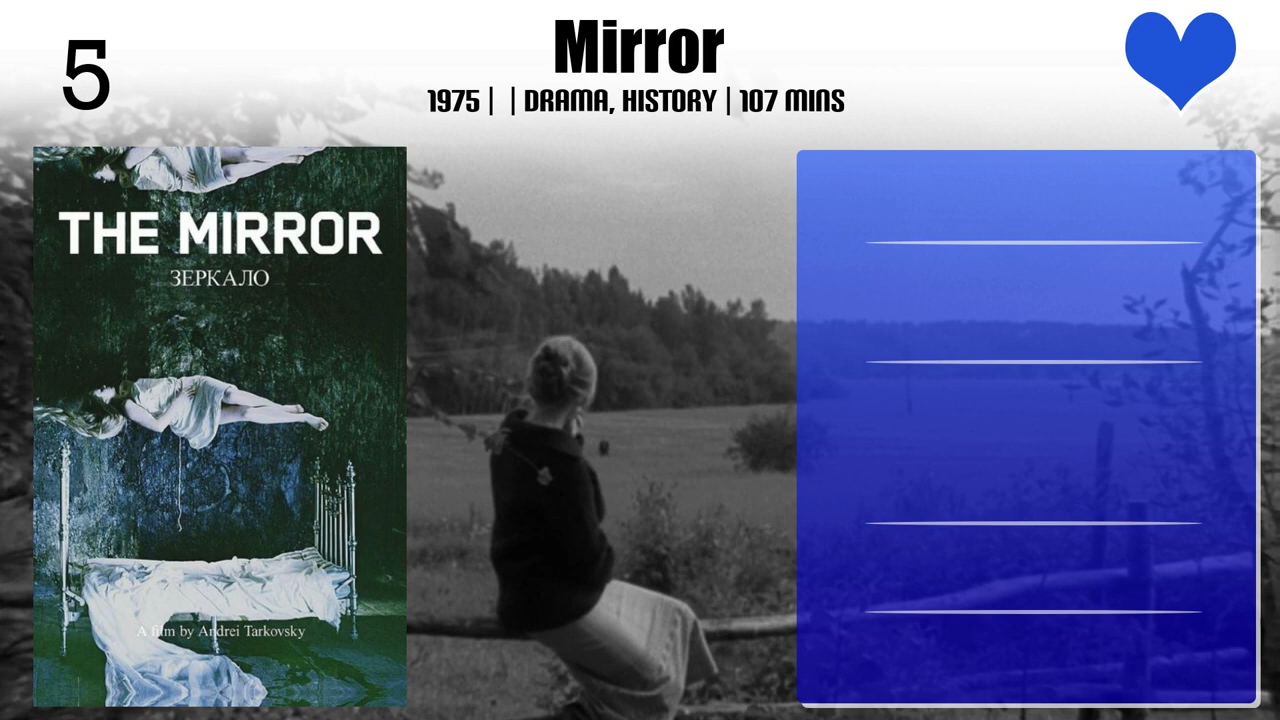 5
Mirror
1975 | | DRAMA, HISTORY | 107 MINS
THE MIRROR
ЗЕРКАЛО
A film by Andrei Tarkovsky